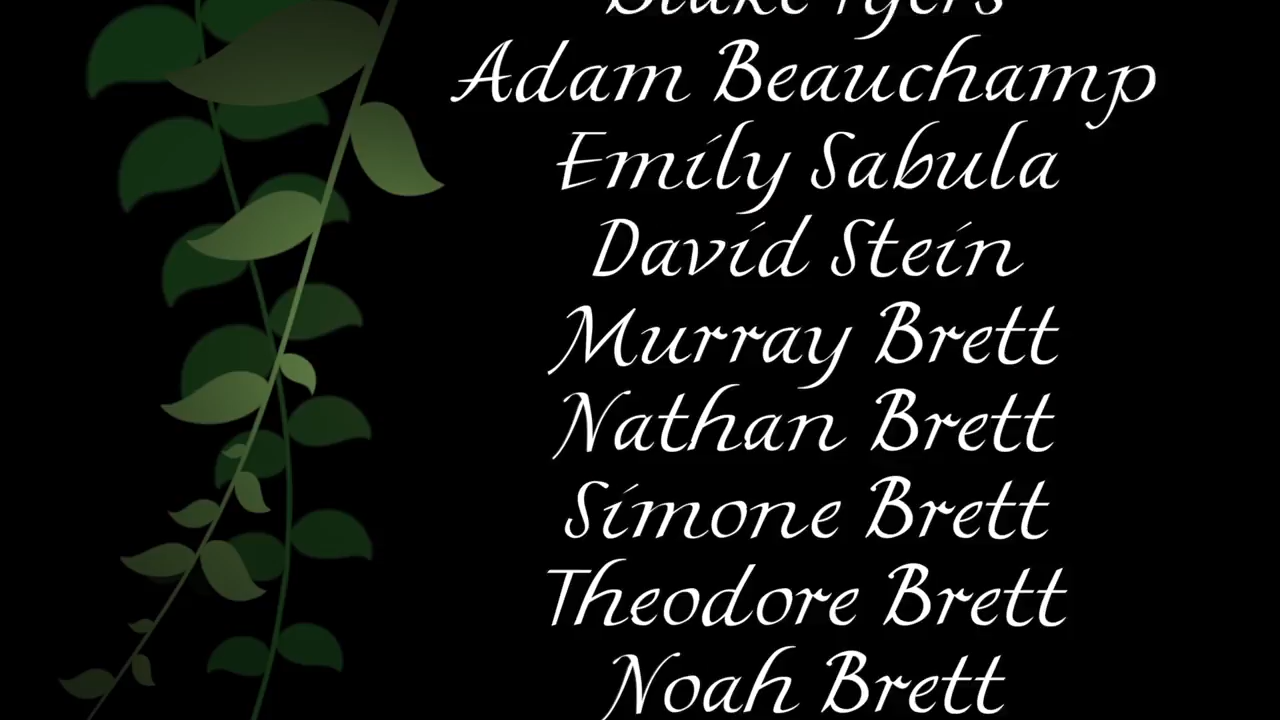 Adam Beauchamp
Emily Sabula
David Stein
Murray Brett
Nathan Brett
Simone Brett
Theodore Brett
Noah Brett